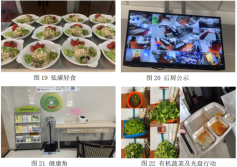 图 19 低碳轻食
图 20 后厨公示
图 21 健康角
图 22 有机蔬菜及光盘行动